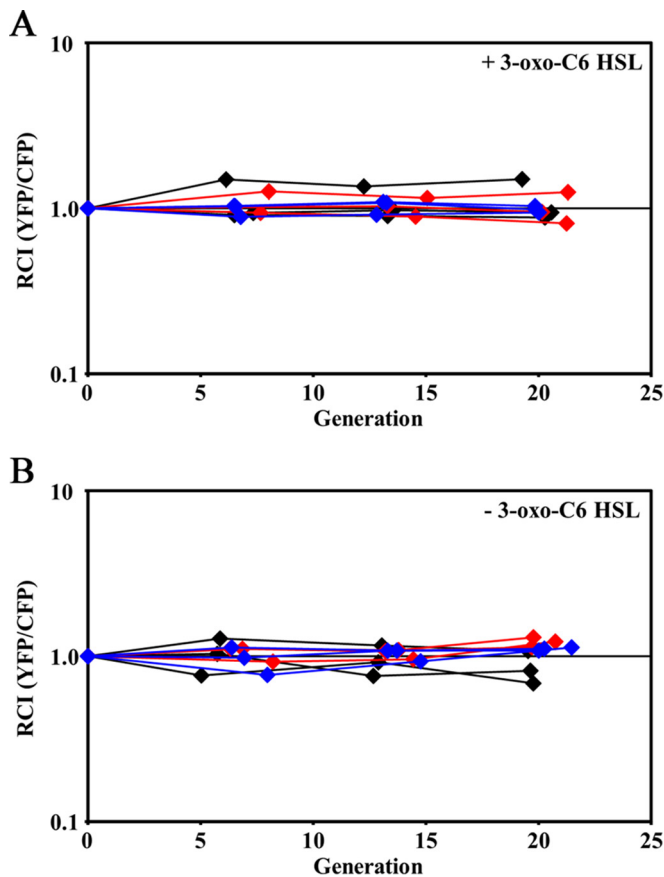 A
10
+ 3-oxo-C6 HSL
RCI (YFP/CFP)
1.0
0.1
0 5 10 15 20 25
Generation
B
10
- 3-oxo-C6 HSL
RCI (YFP/CFP)
1.0
0.1
0 5 10 15 20 25
Generation